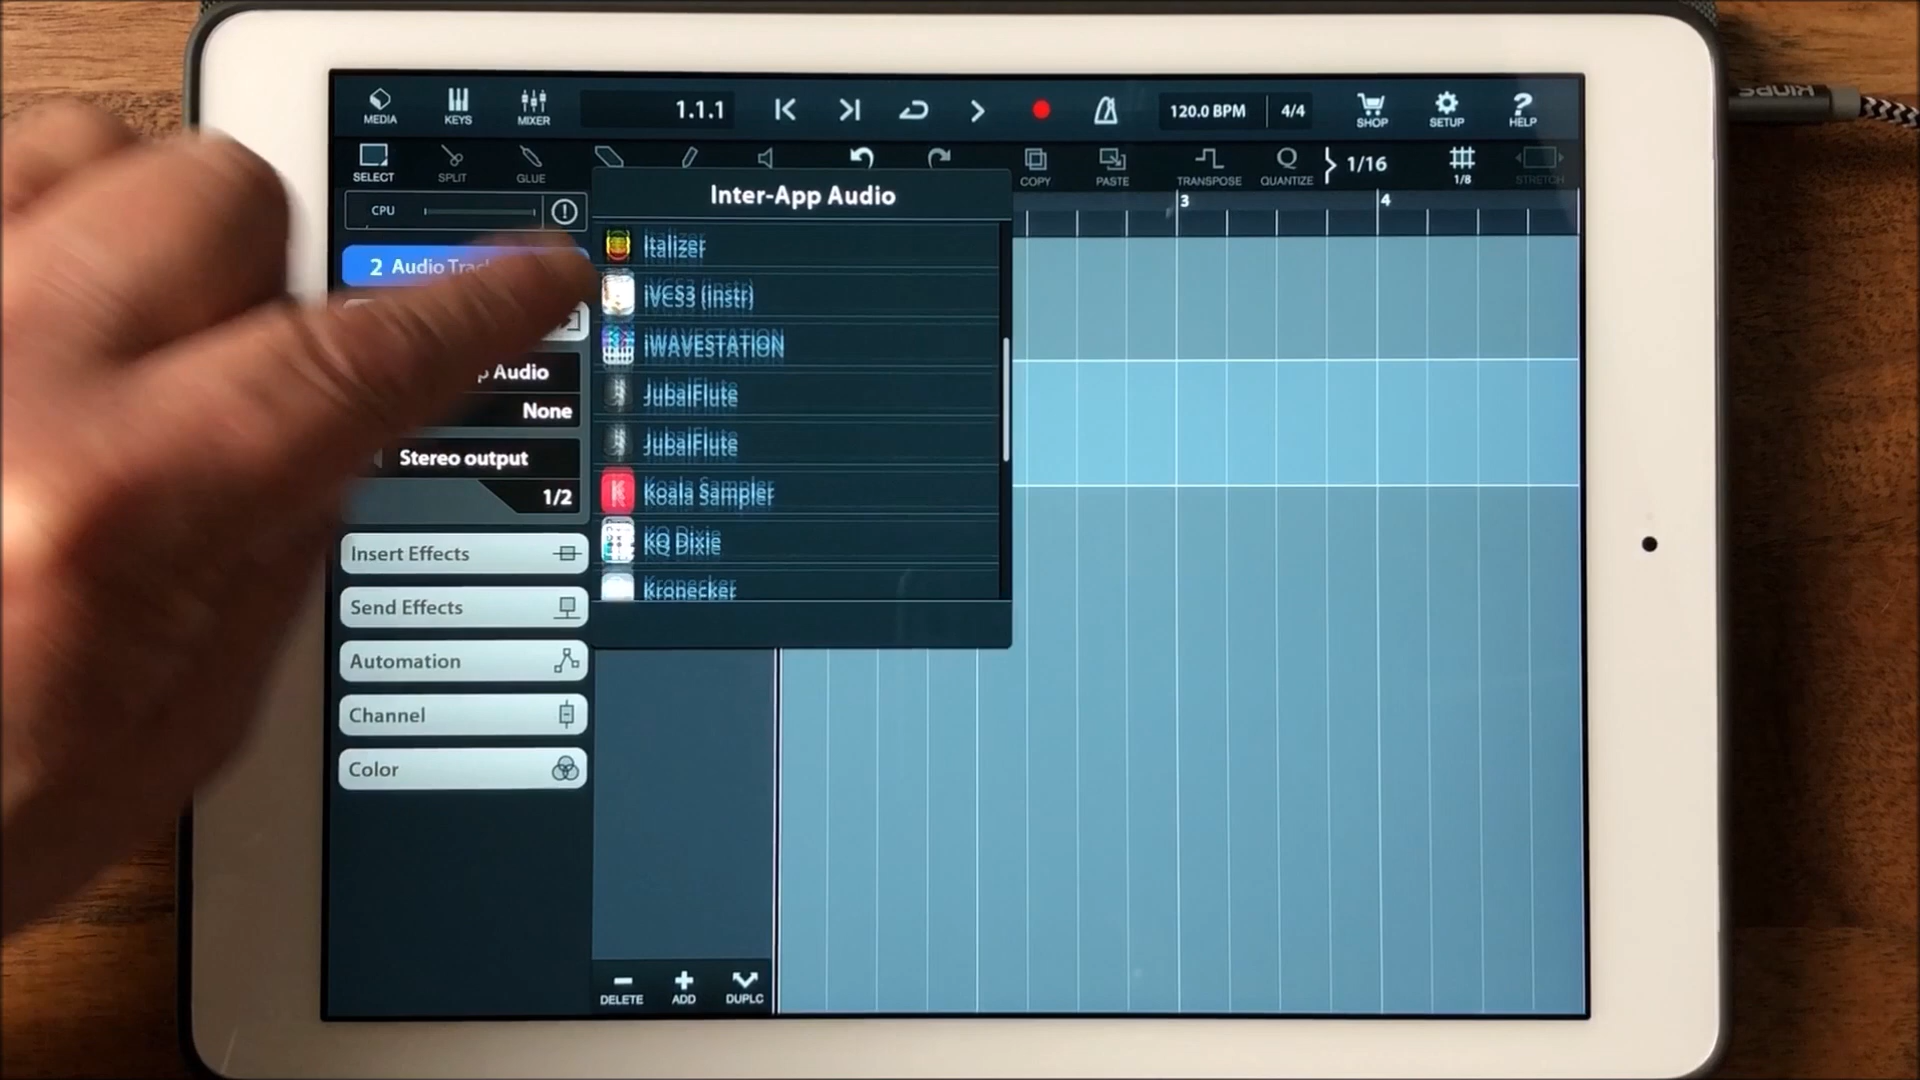 MEDIA
KEYS
MIXER
1.1.1
120.0 BPM
4/4
SHOP
SETUP
HELP
SELECT
SPLIT
GLUE
COPY
PASTE
TRANSPOSE
Q
QUANTIZE
1/16
1/8
STRETCH
CPU
Inter-App Audio
3
4
2 Audio Trac
Italizer
iVCS3 (instr)
iWAVESTATION
JubalFlute
JubalFlute
Koala Sampler
KQ Dixie
Kronecker
p Audio
None
Stereo output
1/2
Insert Effects
Send Effects
Automation
Channel
Color
DELETE
ADD
DUPLC